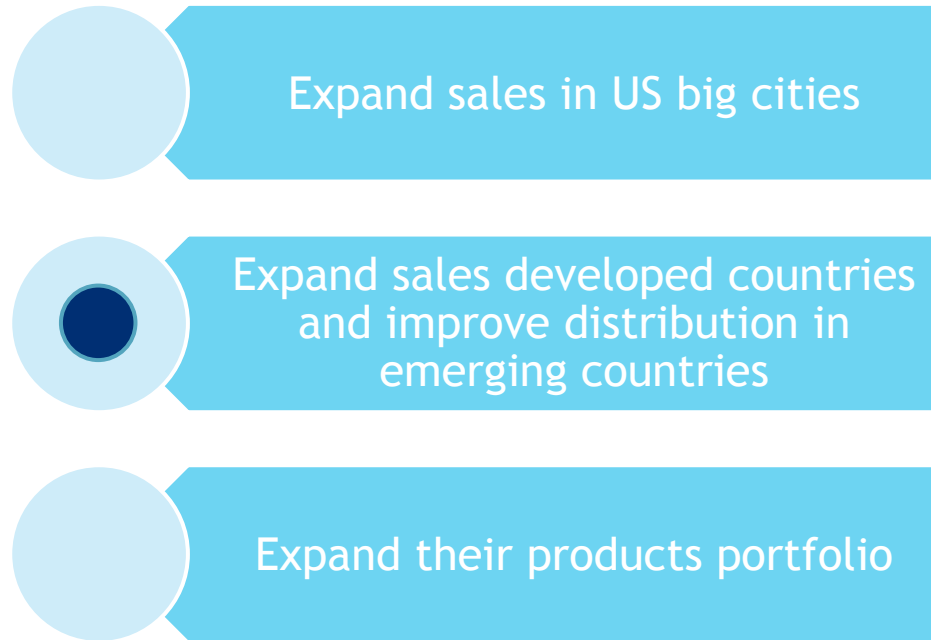 Expand sales in US big cities
Expand sales developed countries
and improve distribution in
emerging countries
Expand their products portfolio